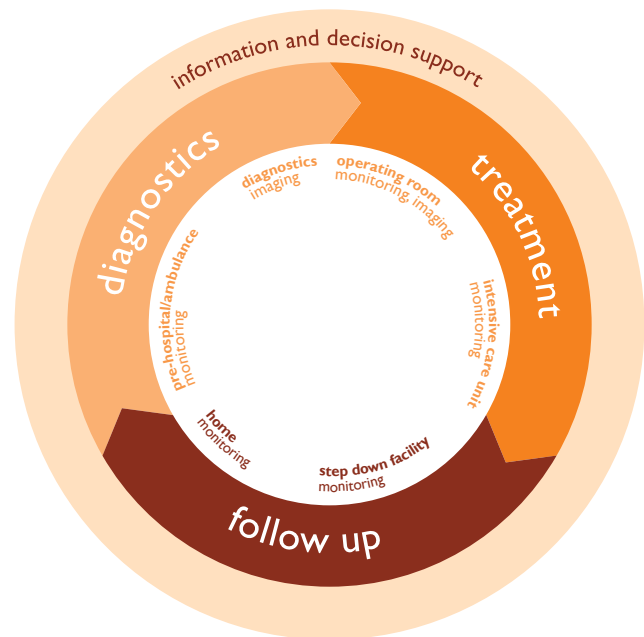 information and decision support
diagnostics
treatment
follow up
diagnostics
imaging
operating room
monitoring, imaging
intensive care unit
monitoring
step down facility
monitoring
home
monitoring
pre-hospital/ambulance
monitoring